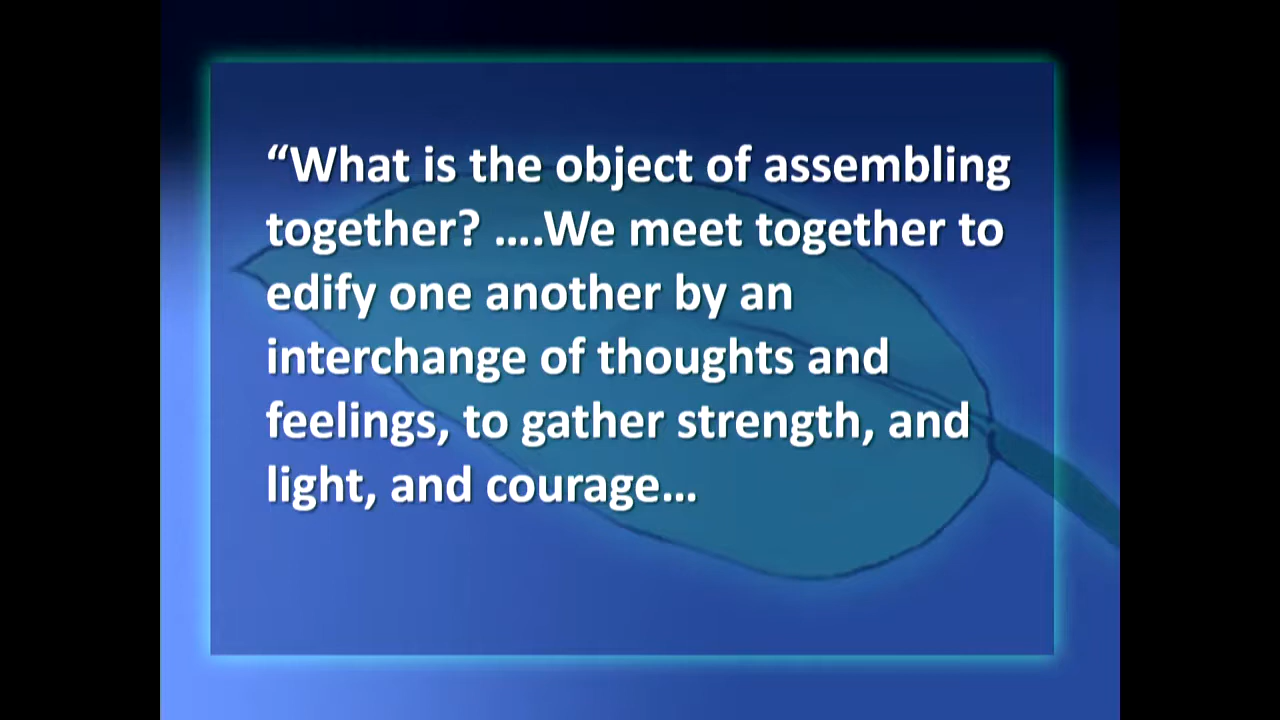 “What is the object of assembling
together? ....We meet together to
edify one another by an
interchange of thoughts and
feelings, to gather strength, and
light, and courage...